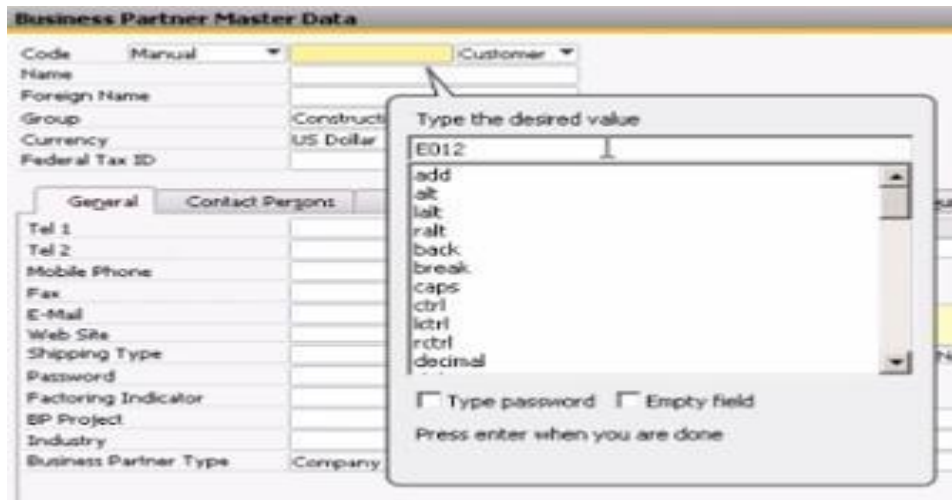 Business Partner Master Data
Code Manual Customer
Name
Foreign Name
Group Constructi
Currency US Dollar
Federal Tax ID
General Contact Persons
Tel 1
Tel 2
Mobile Phone
Fax
E-Mail
Web Site
Shipping Type
Password
Factoring Indicator
BP Project
Industry
Business Partner Type Company
Type the desired value
E012
add
alt
lalt
ralt
back
break
caps
ctrl
lctrl
rctrl
decimal
Type password Empty field
Press enter when you are done